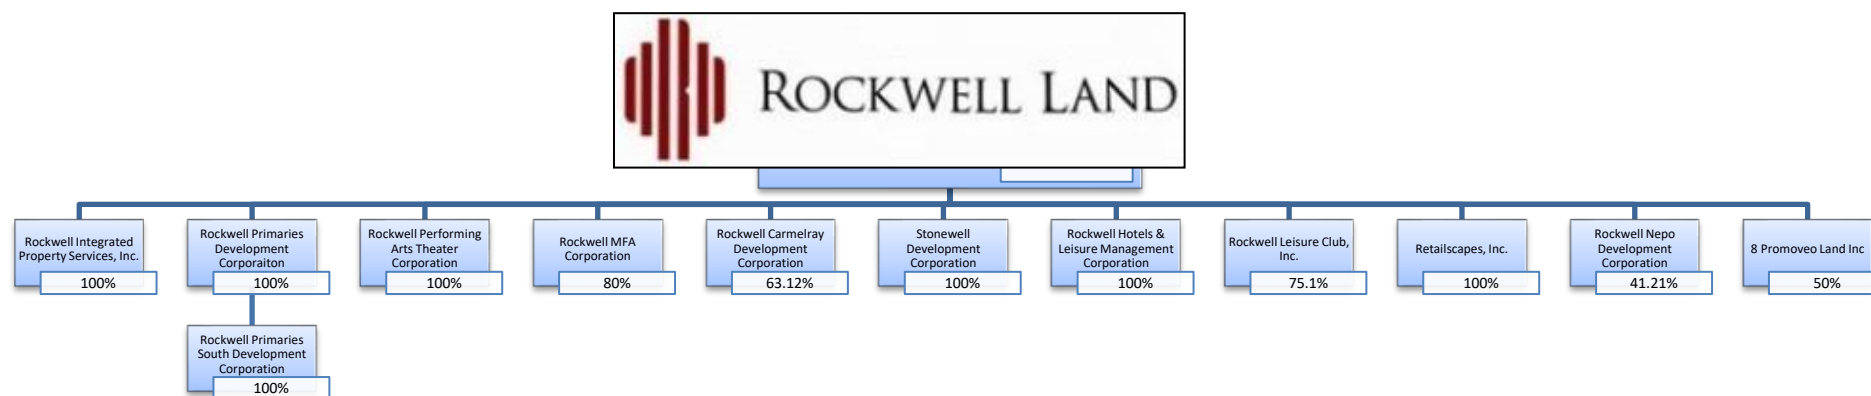 ROCKWELL LAND
Rockwell Integrated
Property Services, Inc.
100%
Rockwell Primaries
Development
Corporaiton
100%
Rockwell Performing
Arts Theater
Corporation
100%
Rockwell MFA
Corporation
80%
Rockwell Carmelray
Development
Corporation
63.12%
Stonewell
Development
Corporation
100%
Rockwell Hotels &
Leisure Management
Corporation
100%
Rockwell Leisure Club,
Inc.
75.1%
Retailscapes, Inc.
100%
Rockwell Nepo
Development
Corporation
41.21%
8 Promoveo Land Inc
50%
Rockwell Primaries
South Development
Corporation
100%